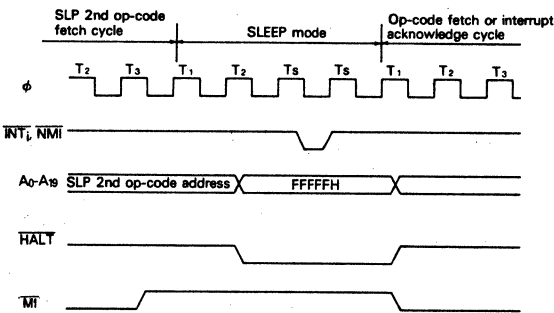 SLP 2nd op-code
fetch cycle
SLEEP mode
Op-code fetch or interrupt
acknowledge cycle
T2 T3 T1 T2 TS TS T1 T2 T3
φ
INTi, NMI
A0-A19 SLP 2nd op-code address FFFFFH
HALT
M1